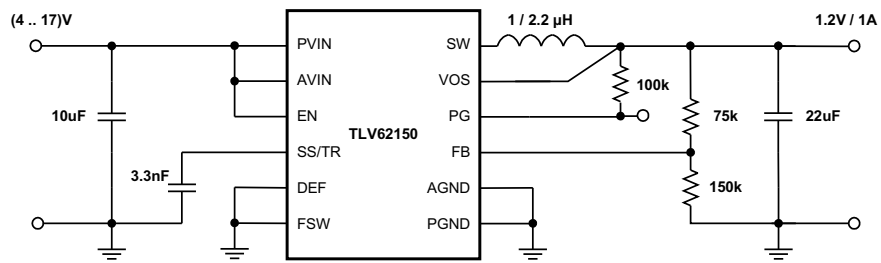 (4 .. 17)V
1 / 2.2 µH
1.2V / 1A
PVIN
SW
AVIN
VOS
100k
10uF
EN
PG
75k
22uF
TLV62150
SS/TR
FB
3.3nF
DEF
AGND
150k
FSW
PGND